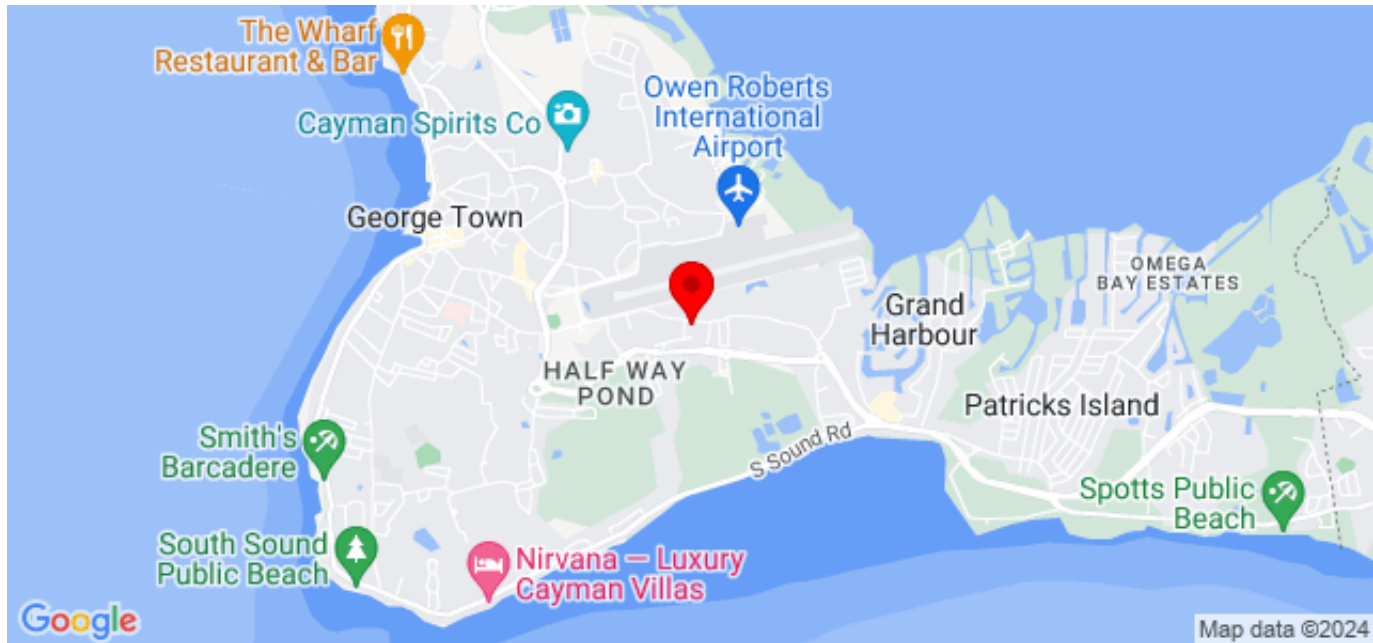 The Wharf
Restaurant & Bar
Cayman Spirits Co
Owen Roberts
International
Airport
George Town
OMEGA
BAY ESTATES
Grand
Harbour
HALF WAY
POND
Patricks Island
Smith's
Barcadere
S Sound Rd
Spotts Public
Beach
South Sound
Public Beach
Nirvana — Luxury
Cayman Villas
Google
Map data ©2024